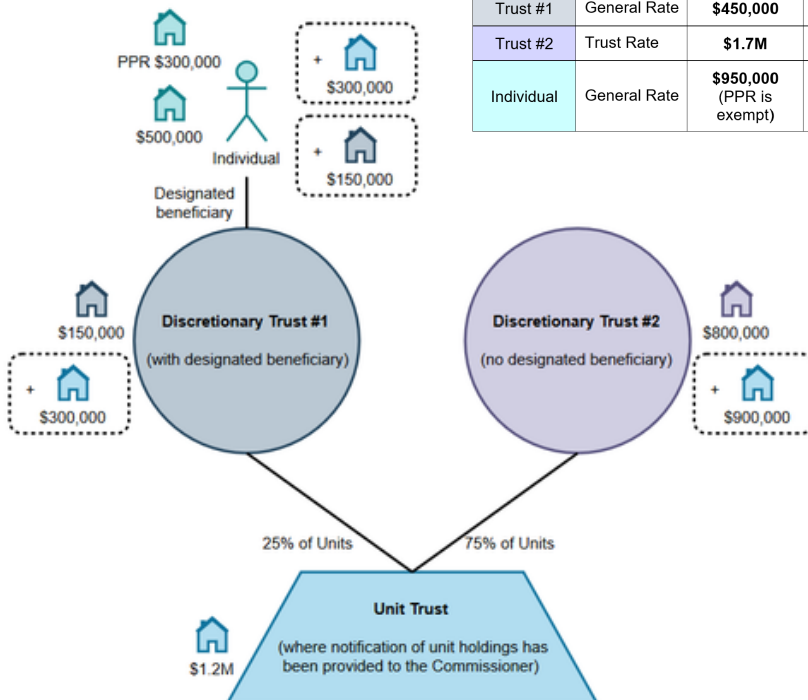 Trust #1 General Rate $450,000
Trust #2 Trust Rate $1.7M
Individual General Rate $950,000
(PPR is
exempt)
PPR $300,000
$500,000
Individual
+
$300,000
+
$150,000
Designated
beneficiary
$150,000
+
$300,000
Discretionary Trust #1
(with designated beneficiary)
Discretionary Trust #2
(no designated beneficiary)
$800,000
+
$900,000
25% of Units
75% of Units
$1.2M
Unit Trust
(where notification of unit holdings has
been provided to the Commissioner)